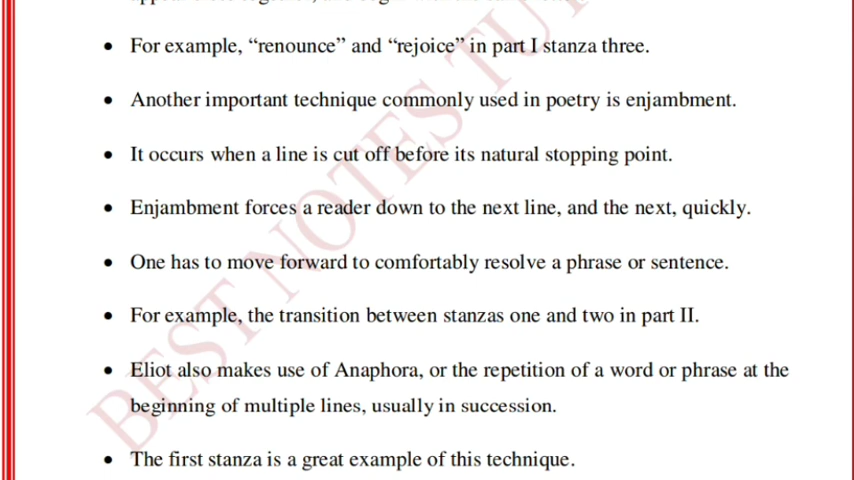 • For example, “renounce” and “rejoice” in part I stanza three.
• Another important technique commonly used in poetry is enjambment.
• It occurs when a line is cut off before its natural stopping point.
• Enjambment forces a reader down to the next line, and the next, quickly.
• One has to move forward to comfortably resolve a phrase or sentence.
• For example, the transition between stanzas one and two in part II.
• Eliot also makes use of Anaphora, or the repetition of a word or phrase at the
beginning of multiple lines, usually in succession.
• The first stanza is a great example of this technique.
BEST NOTES TU